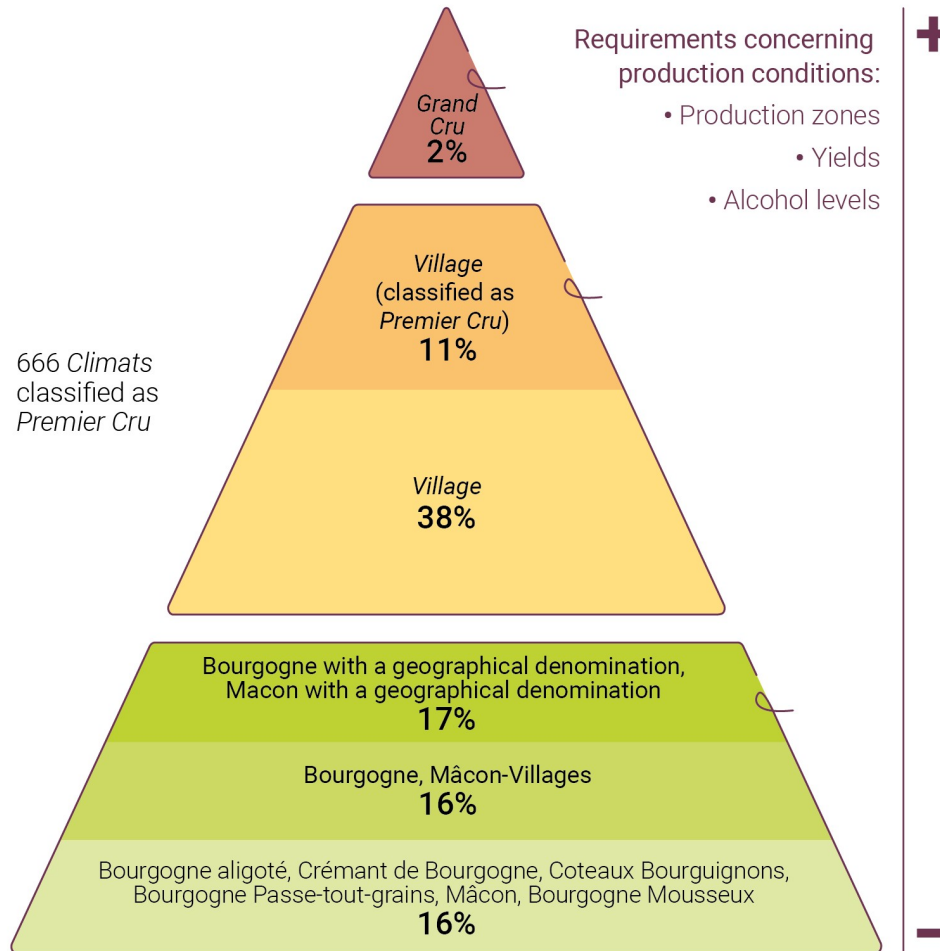 Requirements concerning
production conditions:
• Production zones
• Yields
• Alcohol levels
+
Grand
Cru
2%
Village
(classified as
Premier Cru)
11%
666 Climats
classified as
Premier Cru
Village
38%
Bourgogne with a geographical denomination,
Macon with a geographical denomination
17%
Bourgogne, Mâcon-Villages
16%
Bourgogne aligoté, Crémant de Bourgogne, Coteaux Bourguignons,
Bourgogne Passe-tout-grains, Mâcon, Bourgogne Mousseux
16%
−